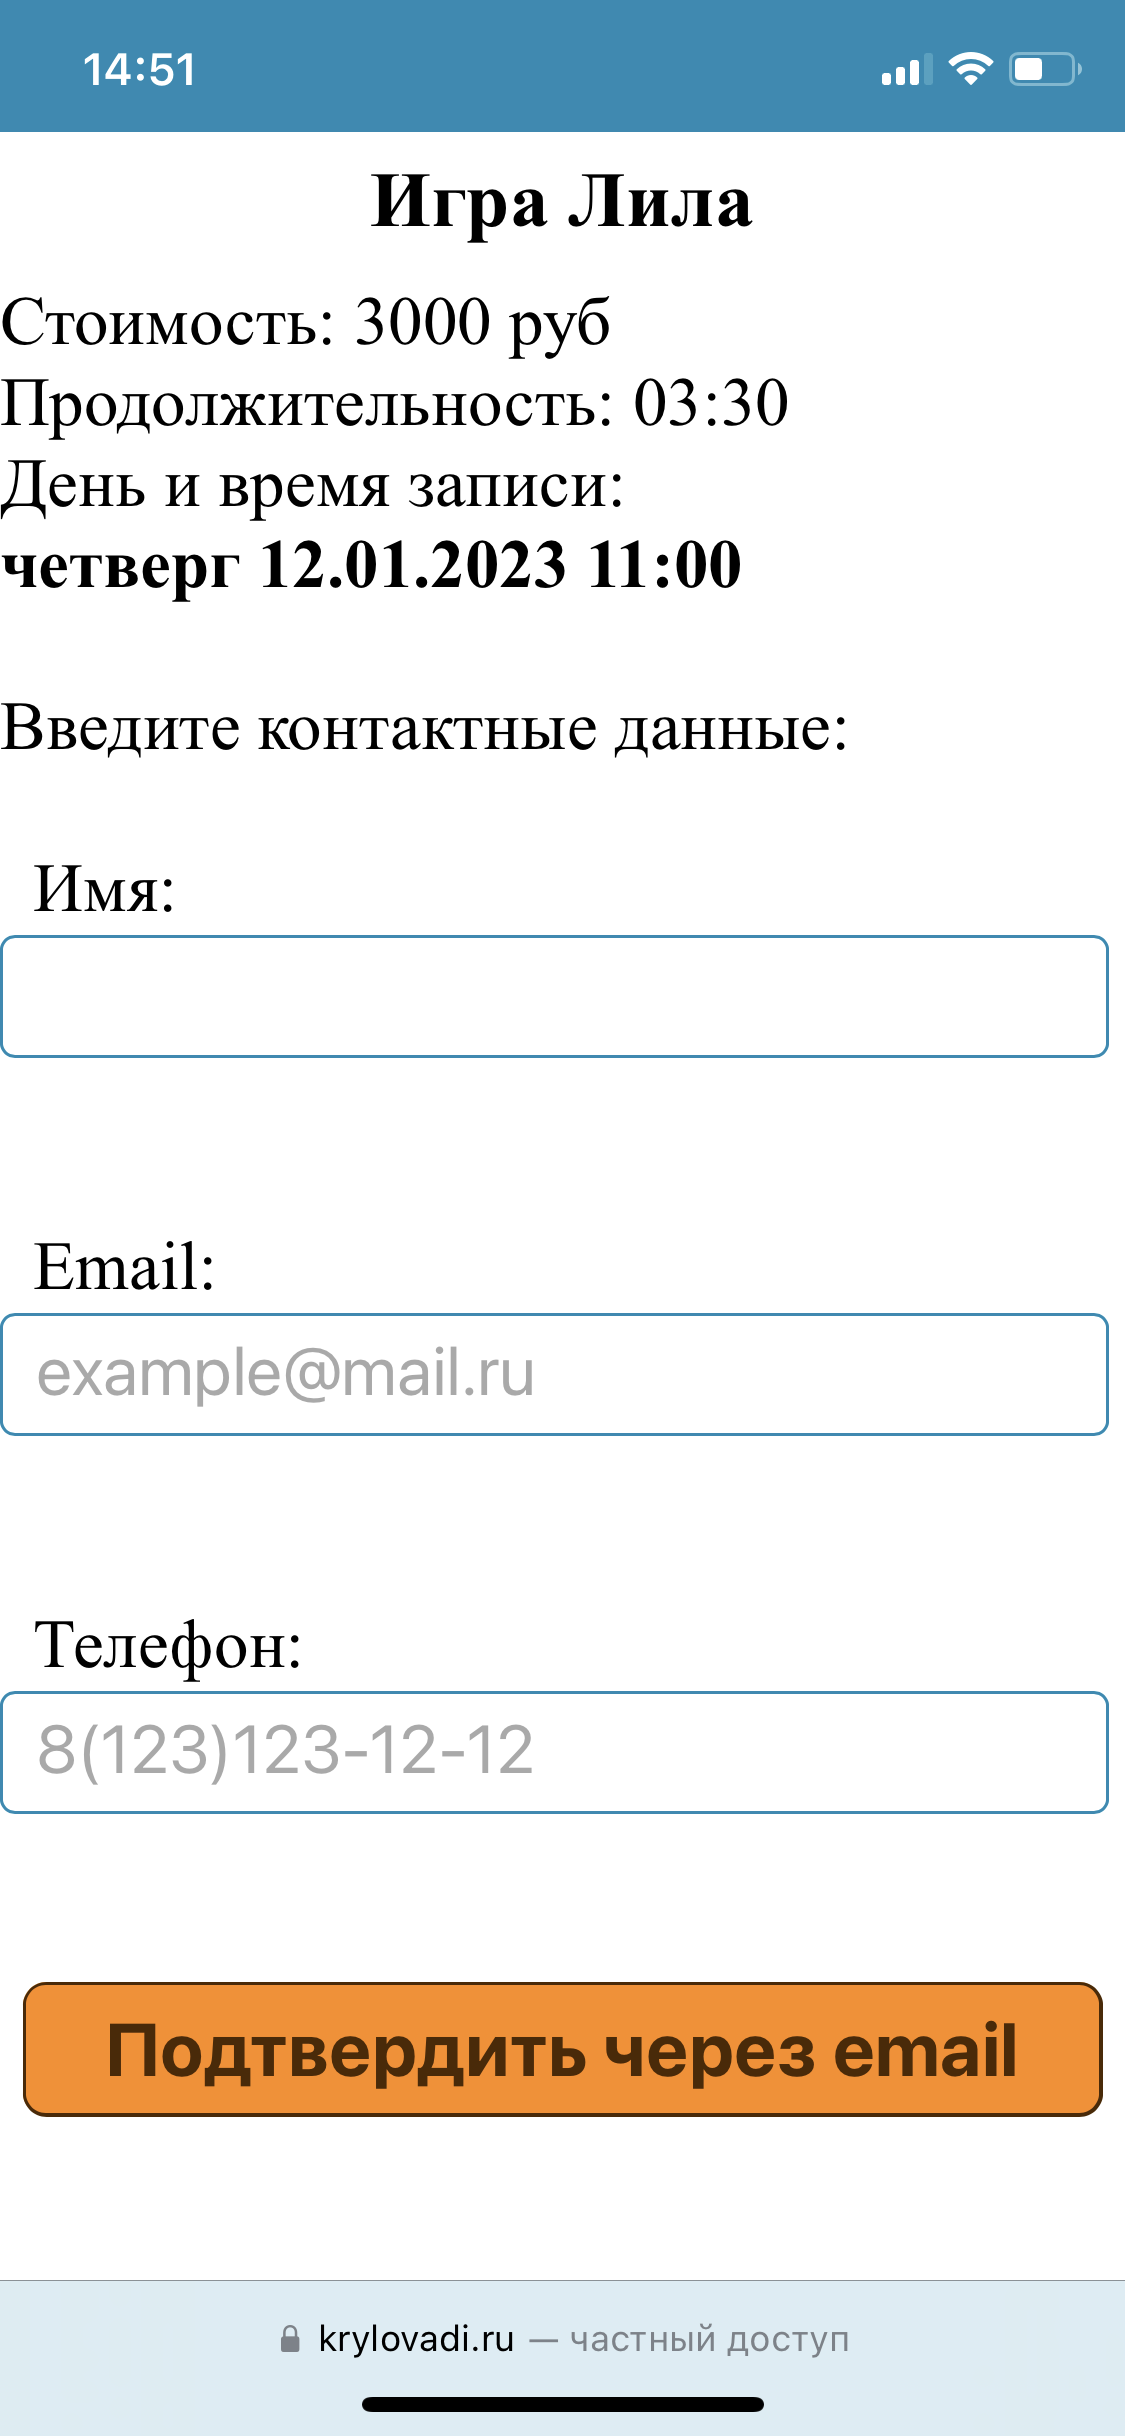 14:51
Игра Лила
Стоимость: 3000 руб
Продолжительность: 03:30
День и время записи:
четверг 12.01.2023 11:00
Введите контактные данные:
Имя:
Email:
example@mail.ru
Телефон:
8(123)123-12-12
Подтвердить через email
krylovadi.ru — частный доступ